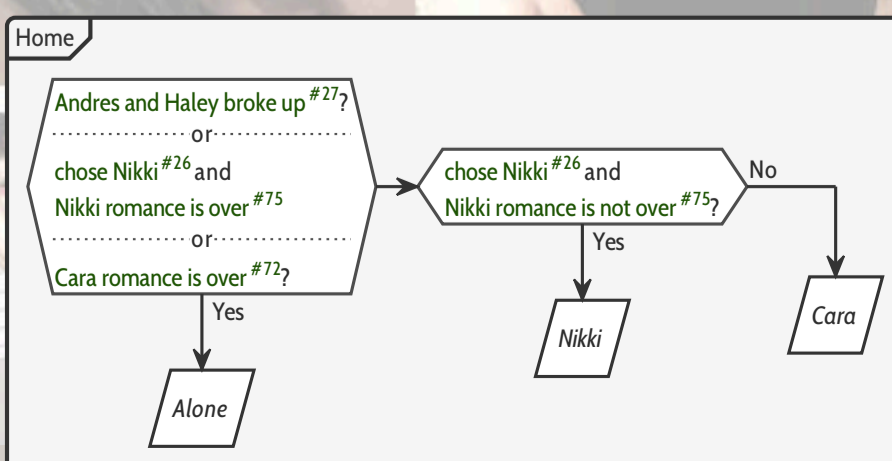 Home
Andres and Haley broke up #27?
or
chose Nikki #26 and
Nikki romance is over #75
or
Cara romance is over #72?
Yes
Alone
chose Nikki #26 and
Nikki romance is not over #75?
No
Yes
Nikki
Cara